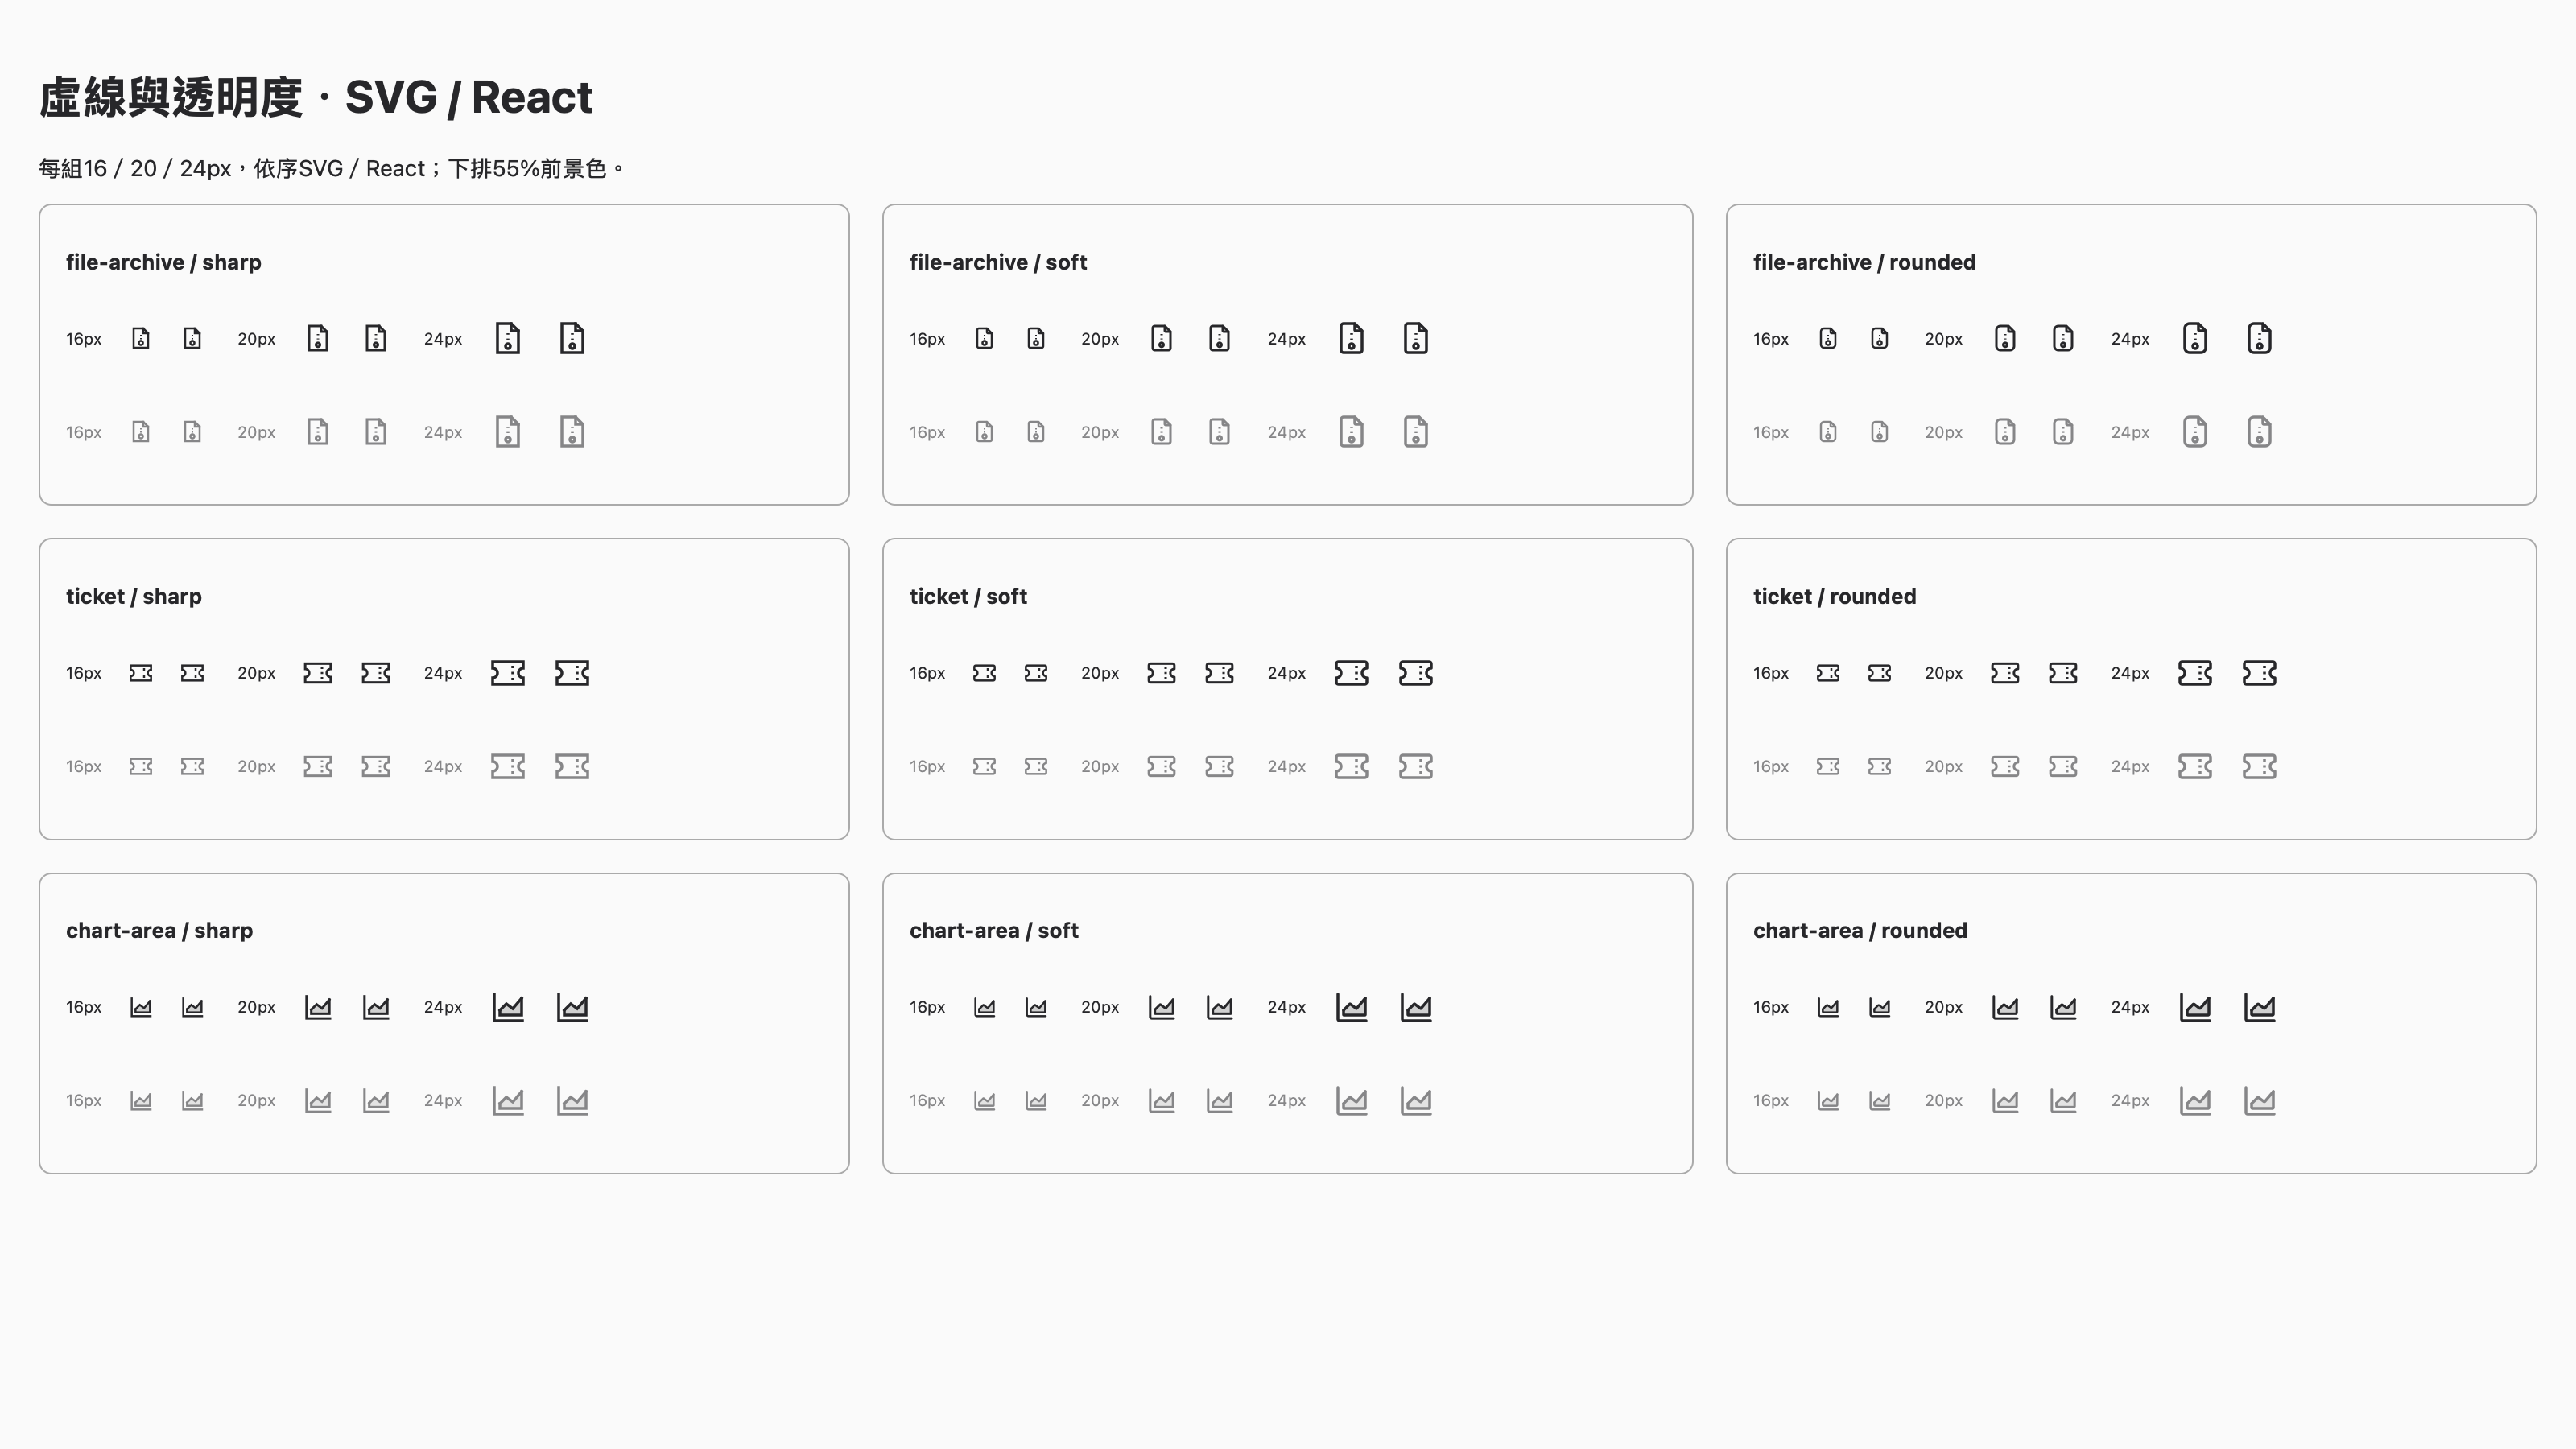 虛線與透明度 · SVG / React
每組16 / 20 / 24px，依序SVG / React；下排55%前景色。
file-archive / sharp
16px 20px 24px
16px 20px 24px
file-archive / soft
16px 20px 24px
16px 20px 24px
file-archive / rounded
16px 20px 24px
16px 20px 24px
ticket / sharp
16px 20px 24px
16px 20px 24px
ticket / soft
16px 20px 24px
16px 20px 24px
ticket / rounded
16px 20px 24px
16px 20px 24px
chart-area / sharp
16px 20px 24px
16px 20px 24px
chart-area / soft
16px 20px 24px
16px 20px 24px
chart-area / rounded
16px 20px 24px
16px 20px 24px